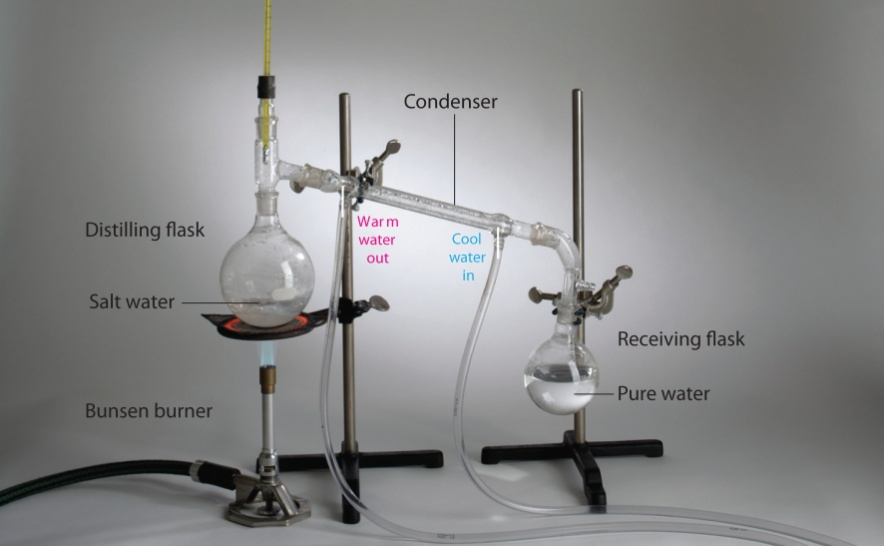 Condenser
Distilling flask
Warm
water
out
Cool
water
in
Salt water
Receiving flask
Pure water
Bunsen burner